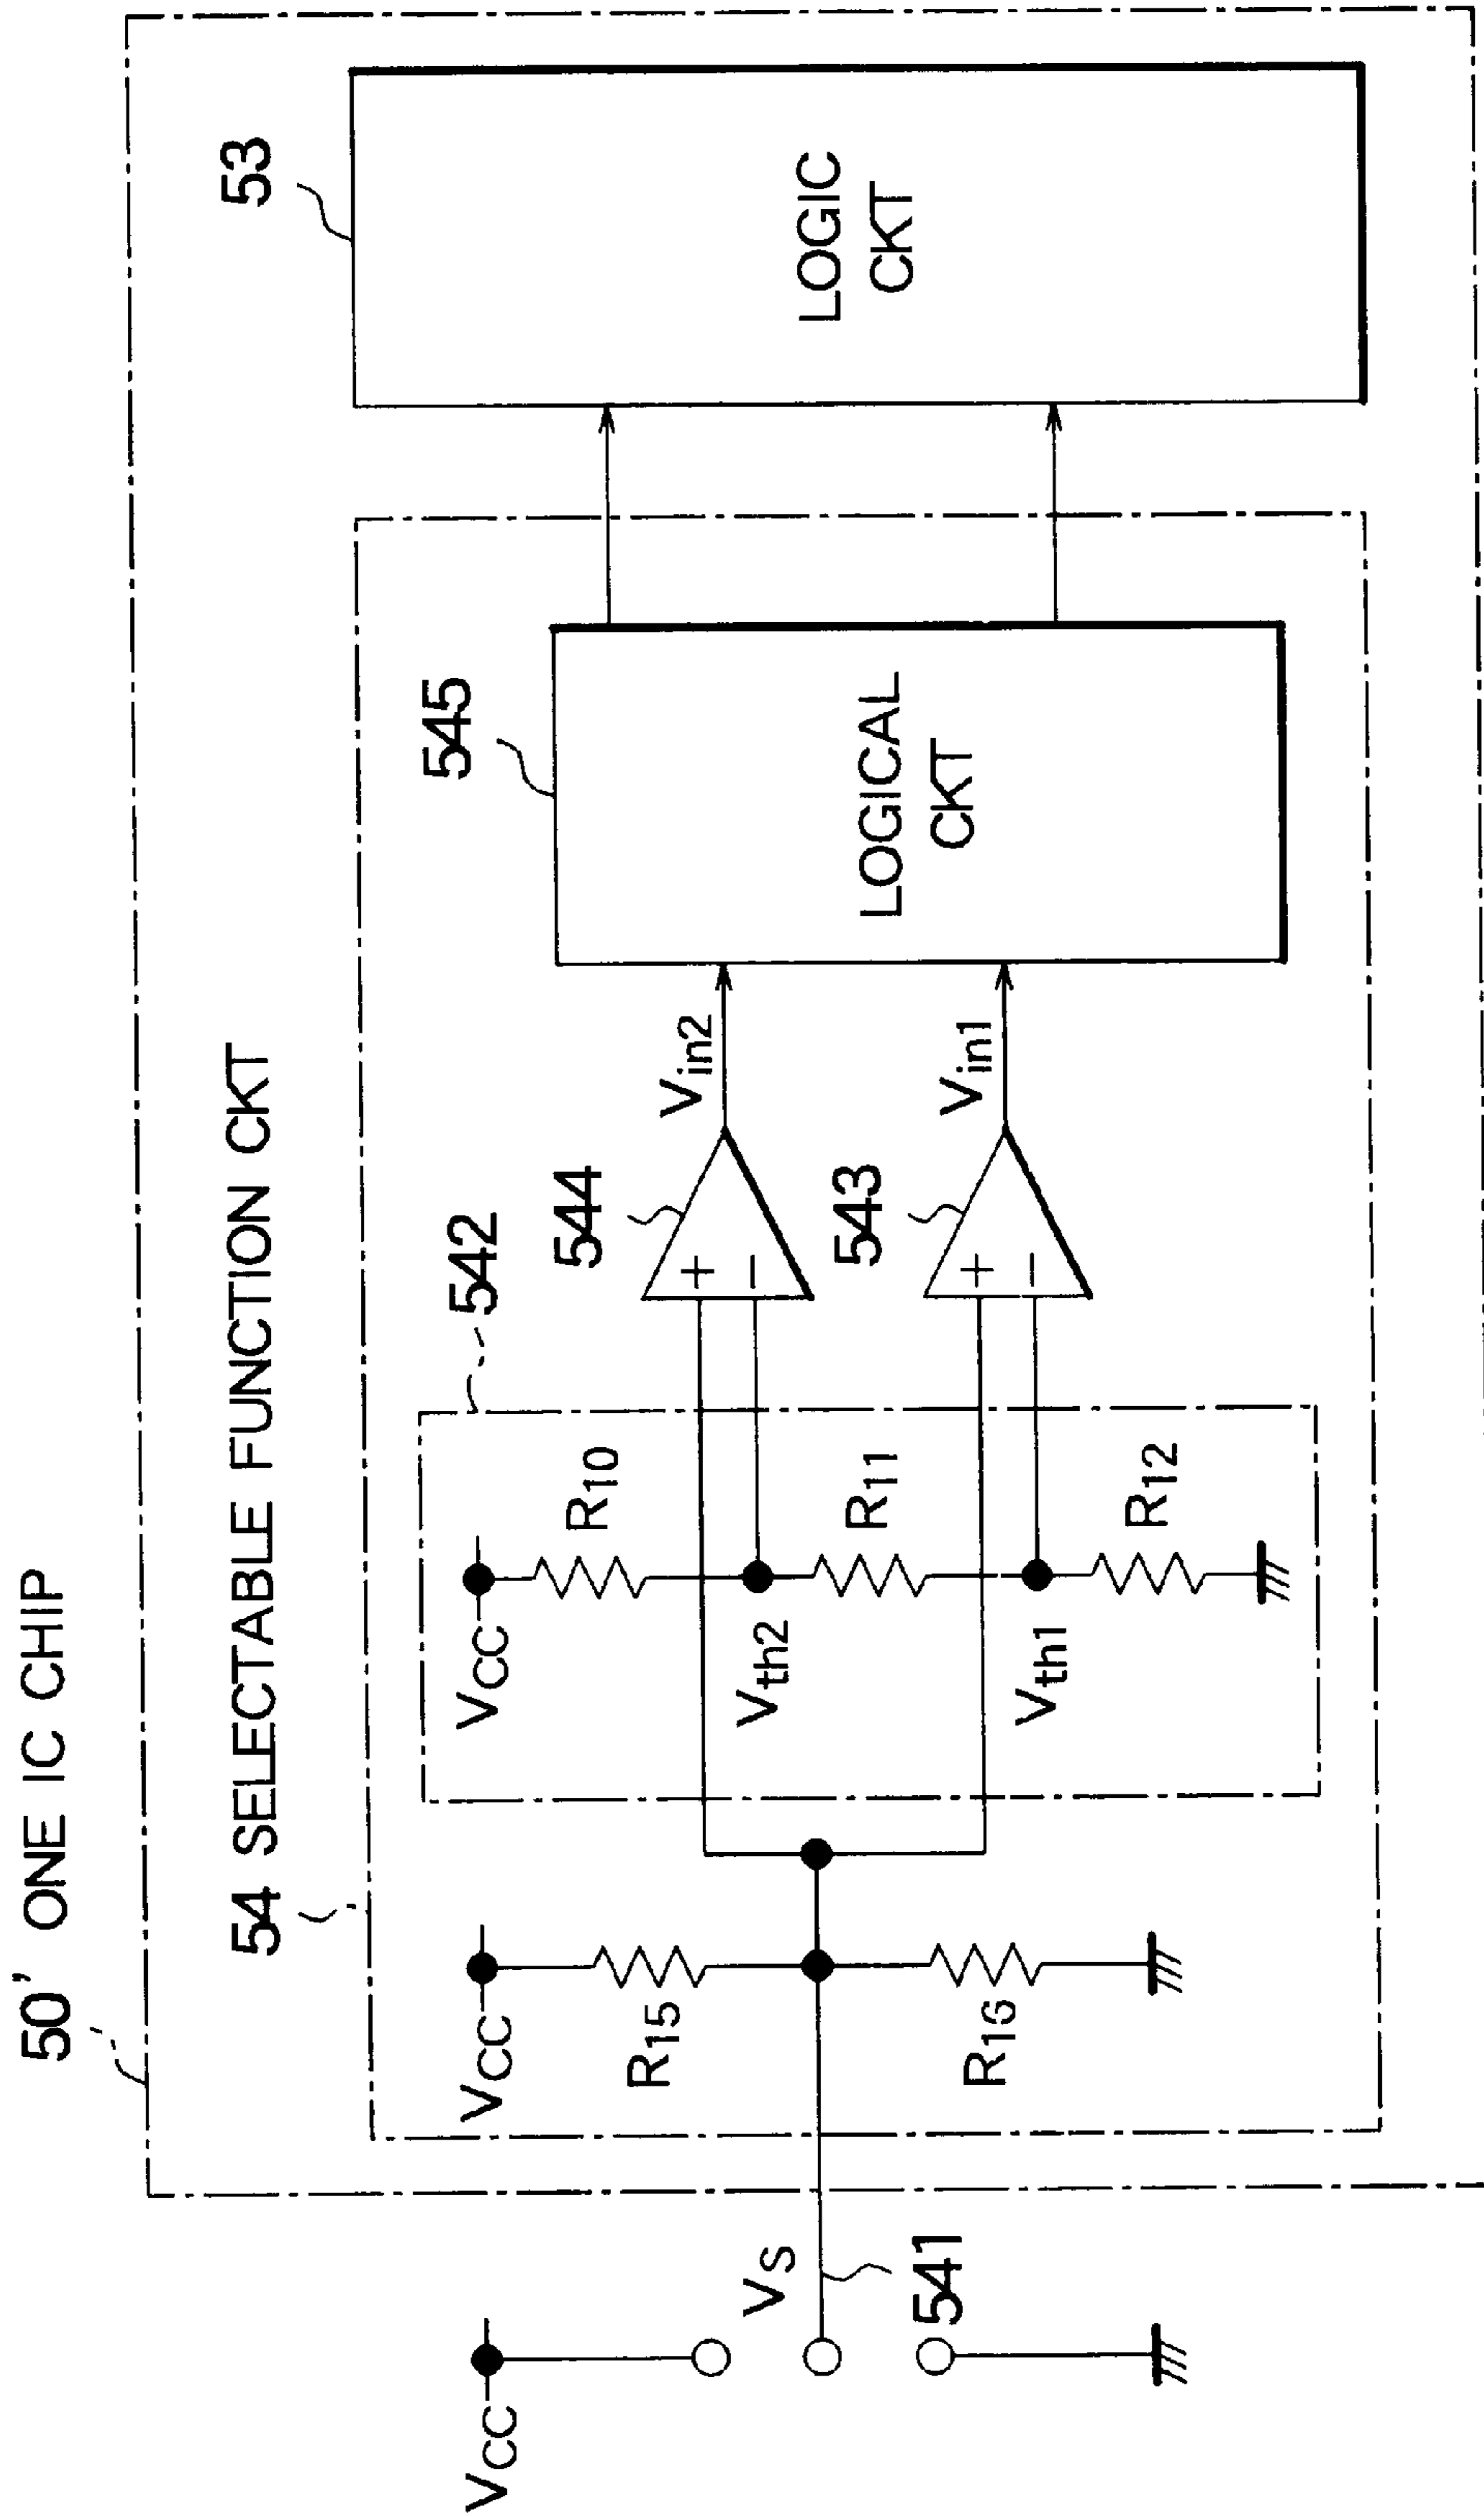 50' ONE IC CHIP
54 SELECTABLE FUNCTION CKT
53
542
545
544
543
541
VCC
VS
VCC
R15
R16
VCC
R10
Vth2
R11
Vth1
R12
+
−
+
−
Vin2
Vin1
LOGICAL
CKT
LOGIC
CKT